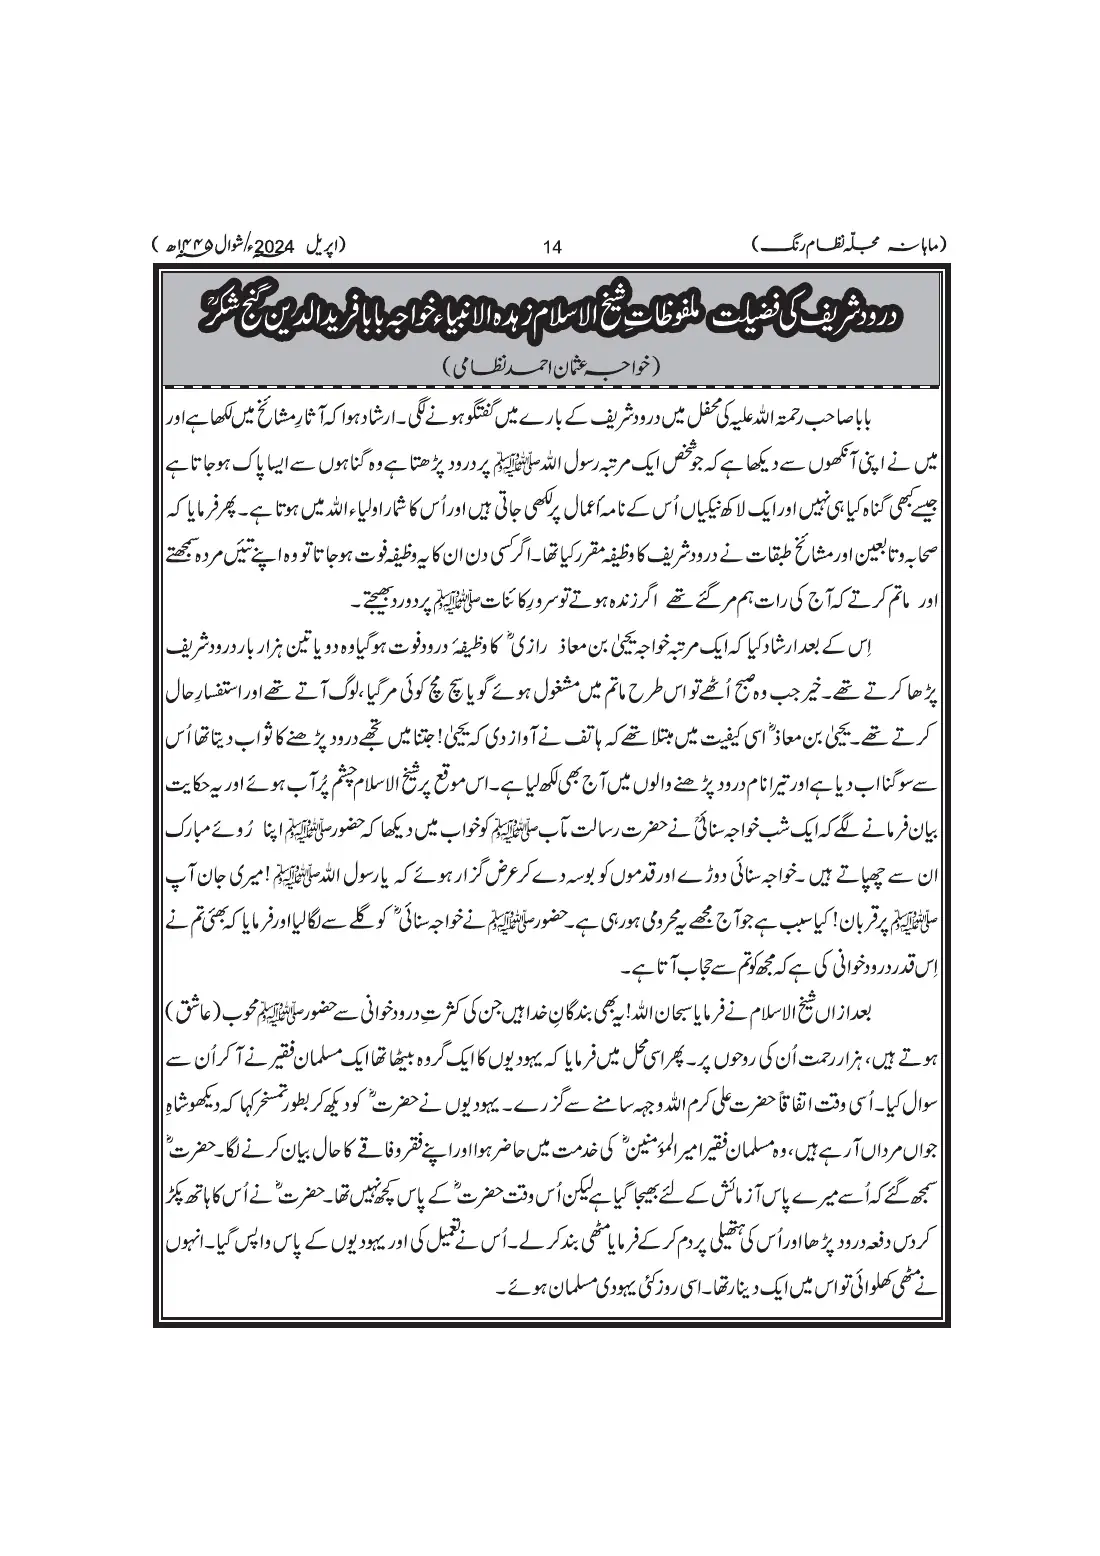 (ماہانہ مجلّہ نظام رنگ)
14
(اپریل 2024ء/شوال ۱۴۴۵ھ)
درود شریف کی فضیلت ملفوظاتِ شیخ الاسلام زہدہ الانبیاء خواجہ بابا فرید الدین گنج شکرؒ
(خواجہ عثمان احمد نظامی)
بابا صاحب رحمتہ اللہ علیہ کی محفل میں درود شریف کے بارے میں گفتگو ہونے لگی۔ ارشاد ہوا کہ آثارِ مشائخ میں لکھا ہے اور
میں نے اپنی آنکھوں سے دیکھا ہے کہ جو شخص ایک مرتبہ رسول اللہ ﷺ پر درود پڑھتا ہے وہ گناہوں سے ایسا پاک ہو جاتا ہے
جیسے کبھی گناہ کیا ہی نہیں اور ایک لاکھ نیکیاں اُس کے نامہ اعمال پر لکھی جاتی ہیں اور اُس کا شمار اولیاء اللہ میں ہوتا ہے۔ پھر فرمایا کہ
صحابہ و تابعین اور مشائخ طبقات نے درود شریف کا وظیفہ مقرر کیا تھا۔ اگر کسی دن ان کا یہ وظیفہ فوت ہو جاتا تو وہ اپنے تیٔں مردہ سمجھتے
اور ماتم کرتے کہ آج کی رات ہم مر گئے تھے اگر زندہ ہوتے تو سرورِ کائنات ﷺ پر دورد بھیجتے۔
اِس کے بعد ارشاد کیا کہ ایک مرتبہ خواجہ یحییٰ بن معاذ رازیؒ کا وظیفۂ درود فوت ہو گیا وہ دو یا تین ہزار بار درود شریف
پڑھا کرتے تھے۔ خیر جب وہ صبح اُٹھے تو اس طرح ماتم میں مشغول ہوئے گویا سچ مچ کوئی مر گیا، لوگ آتے تھے اور استفسارِ حال
کرتے تھے۔ یحییٰ بن معاذؒ اسی کیفیت میں مبتلا تھے کہ ہاتف نے آواز دی کہ یحییٰ! جتنا میں تجھے درود پڑھنے کا ثواب دیتا تھا اُس
سے سو گنا اب دیا ہے اور تیرا نام درود پڑھنے والوں میں آج بھی لکھ لیا ہے۔ اس موقع پر شیخ الاسلام چشم پُر آب ہوئے اور یہ حکایت
بیان فرمانے لگے کہ ایک شب خواجہ سنائیؒ نے حضرت رسالت مآب ﷺ کو خواب میں دیکھا کہ حضور ﷺ اپنا رُوئے مبارک
ان سے چھپاتے ہیں۔ خواجہ سنائی دوڑے اور قدموں کو بوسہ دے کر عرض گزار ہوئے کہ یا رسول اللہ ﷺ! میری جان آپ
ﷺ پر قربان! کیا سبب ہے جو آج مجھے یہ محرومی ہو رہی ہے۔ حضور ﷺ نے خواجہ سنائیؒ کو گلے سے لگا لیا اور فرمایا کہ بھئی تم نے
اِس قدر درود خوانی کی ہے کہ مجھ کو تم سے حجاب آتا ہے۔
بعد ازاں شیخ الاسلام نے فرمایا سبحان اللہ! یہ بھی بندگانِ خدا ہیں جن کی کثرتِ درود خوانی سے حضور ﷺ محوب (عاشق)
ہوتے ہیں، ہزار رحمت اُن کی روحوں پر۔ پھر اسی محل میں فرمایا کہ یہودیوں کا ایک گروہ بیٹھا تھا ایک مسلمان فقیر نے آ کر اُن سے
سوال کیا۔ اُسی وقت اتفاقاً حضرت علی کرم اللہ وجہہ سامنے سے گزرے۔ یہودیوں نے حضرتؓ کو دیکھ کر بطور تمسخر کہا کہ دیکھو شاہِ
جواں مرداں آ رہے ہیں، وہ مسلمان فقیر امیر المؤمنینؓ کی خدمت میں حاضر ہوا اور اپنے فقر و فاقے کا حال بیان کرنے لگا۔ حضرتؓ
سمجھ گئے کہ اُسے میرے پاس آزمائش کے لئے بھیجا گیا ہے لیکن اُس وقت حضرتؓ کے پاس کچھ نہیں تھا۔ حضرتؓ نے اُس کا ہاتھ پکڑ
کر دس دفعہ درود پڑھا اور اُس کی ہتھیلی پر دم کر کے فرمایا مٹھی بند کر لے۔ اُس نے تعمیل کی اور یہودیوں کے پاس واپس گیا۔ انہوں
نے مٹھی کھلوائی تو اس میں ایک دینار تھا۔ اسی روز کئی یہودی مسلمان ہوئے۔